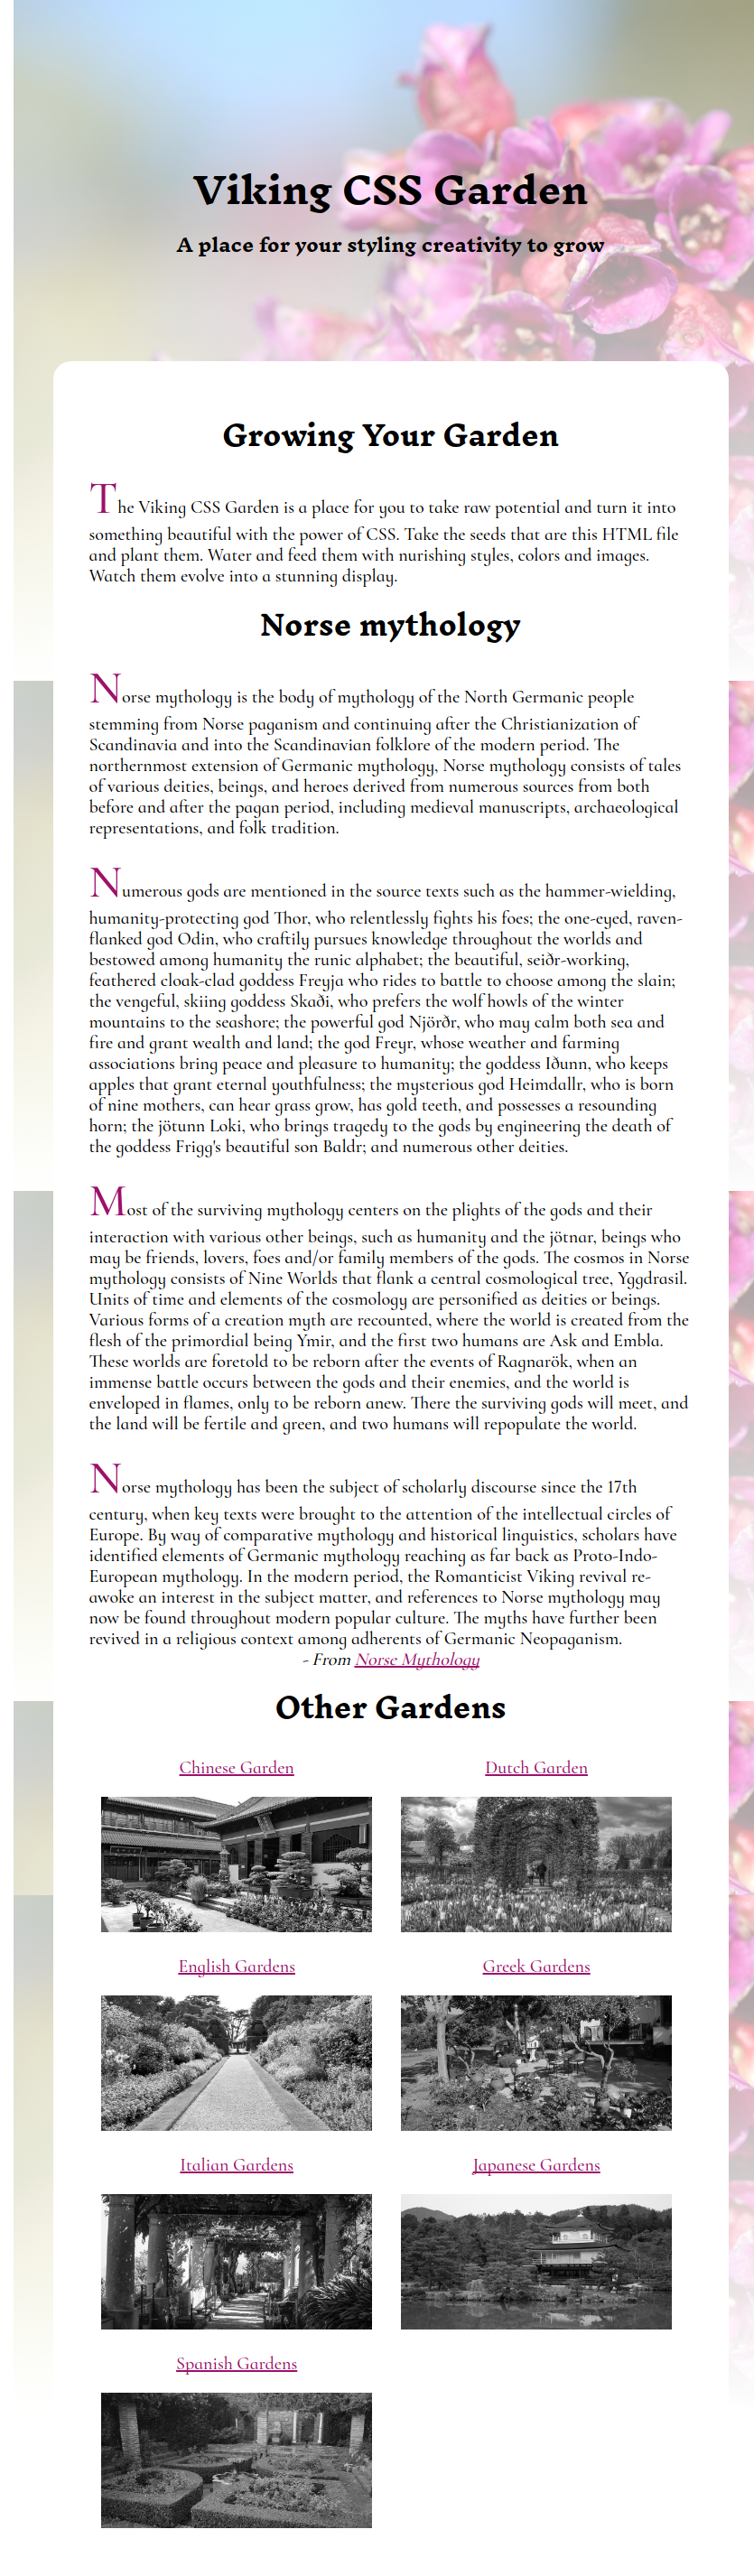 Viking CSS Garden
A place for your styling creativity to grow
Growing Your Garden
The Viking CSS Garden is a place for you to take raw potential and turn it into
something beautiful with the power of CSS. Take the seeds that are this HTML file
and plant them. Water and feed them with nurishing styles, colors and images.
Watch them evolve into a stunning display.
Norse mythology
Norse mythology is the body of mythology of the North Germanic people
stemming from Norse paganism and continuing after the Christianization of
Scandinavia and into the Scandinavian folklore of the modern period. The
northernmost extension of Germanic mythology, Norse mythology consists of tales
of various deities, beings, and heroes derived from numerous sources from both
before and after the pagan period, including medieval manuscripts, archaeological
representations, and folk tradition.
Numerous gods are mentioned in the source texts such as the hammer-wielding,
humanity-protecting god Thor, who relentlessly fights his foes; the one-eyed, raven-
flanked god Odin, who craftily pursues knowledge throughout the worlds and
bestowed among humanity the runic alphabet; the beautiful, seiðr-working,
feathered cloak-clad goddess Freyja who rides to battle to choose among the slain;
the vengeful, skiing goddess Skaði, who prefers the wolf howls of the winter
mountains to the seashore; the powerful god Njörðr, who may calm both sea and
fire and grant wealth and land; the god Freyr, whose weather and farming
associations bring peace and pleasure to humanity; the goddess Iðunn, who keeps
apples that grant eternal youthfulness; the mysterious god Heimdallr, who is born
of nine mothers, can hear grass grow, has gold teeth, and possesses a resounding
horn; the jötunn Loki, who brings tragedy to the gods by engineering the death of
the goddess Frigg's beautiful son Baldr; and numerous other deities.
Most of the surviving mythology centers on the plights of the gods and their
interaction with various other beings, such as humanity and the jötnar, beings who
may be friends, lovers, foes and/or family members of the gods. The cosmos in Norse
mythology consists of Nine Worlds that flank a central cosmological tree, Yggdrasil.
Units of time and elements of the cosmology are personified as deities or beings.
Various forms of a creation myth are recounted, where the world is created from the
flesh of the primordial being Ymir, and the first two humans are Ask and Embla.
These worlds are foretold to be reborn after the events of Ragnarök, when an
immense battle occurs between the gods and their enemies, and the world is
enveloped in flames, only to be reborn anew. There the surviving gods will meet, and
the land will be fertile and green, and two humans will repopulate the world.
Norse mythology has been the subject of scholarly discourse since the 17th
century, when key texts were brought to the attention of the intellectual circles of
Europe. By way of comparative mythology and historical linguistics, scholars have
identified elements of Germanic mythology reaching as far back as Proto-Indo-
European mythology. In the modern period, the Romanticist Viking revival re-
awoke an interest in the subject matter, and references to Norse mythology may
now be found throughout modern popular culture. The myths have further been
revived in a religious context among adherents of Germanic Neopaganism.
- From Norse Mythology
Other Gardens
Chinese Garden
Dutch Garden
English Gardens
Greek Gardens
Italian Gardens
Japanese Gardens
Spanish Gardens